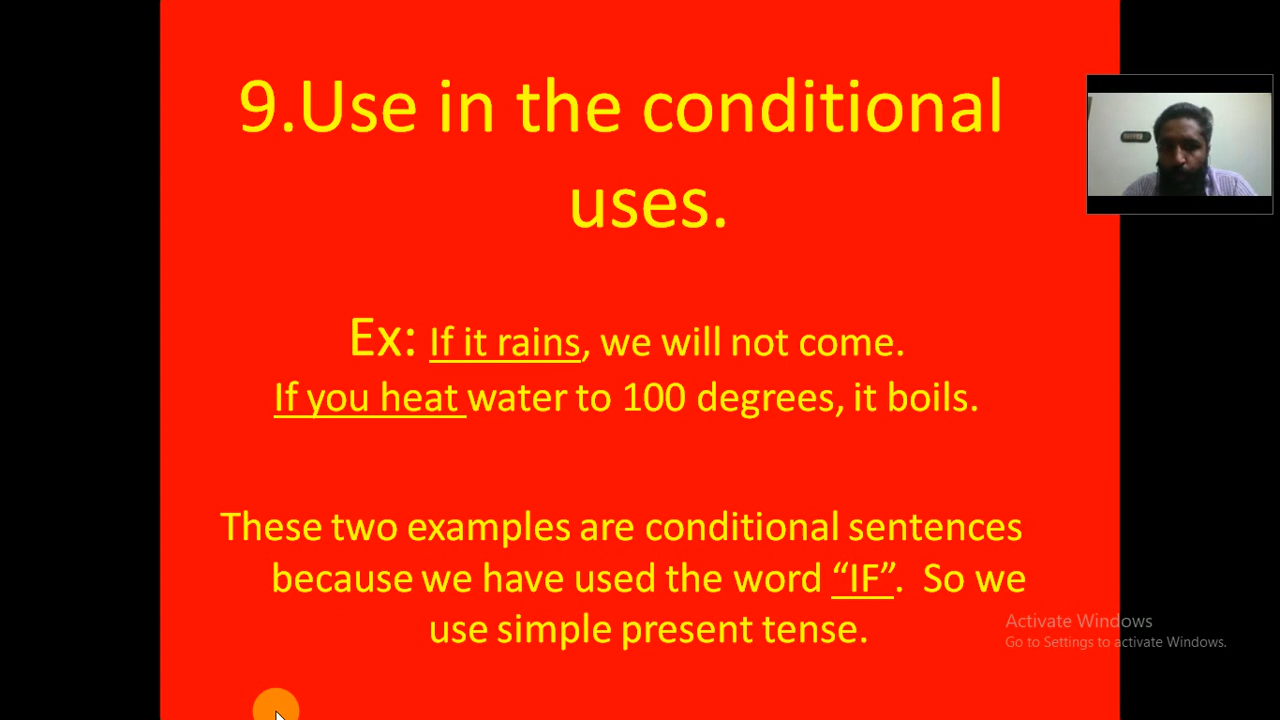 9.Use in the conditional
uses.
Ex: If it rains, we will not come.
If you heat water to 100 degrees, it boils.
These two examples are conditional sentences
because we have used the word “IF”.  So we
use simple present tense.
Activate Windows
Go to Settings to activate Windows.